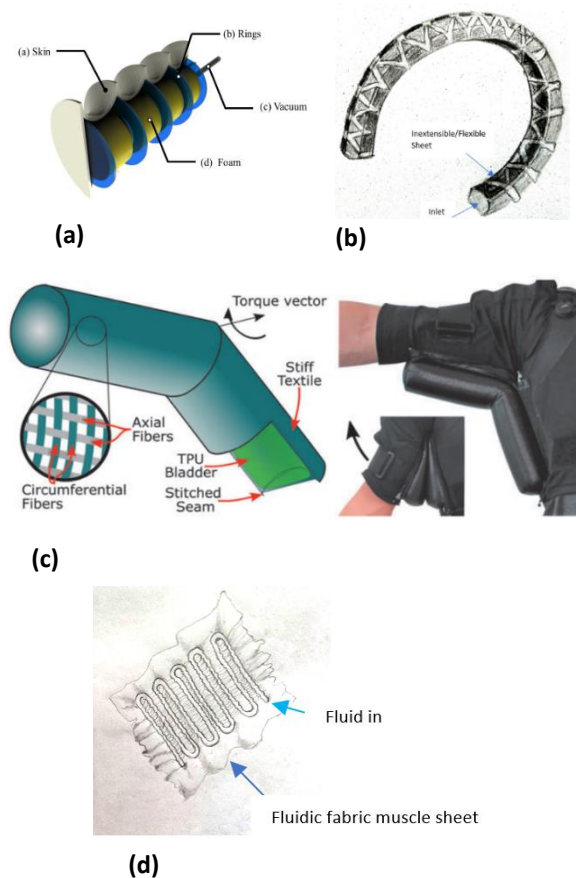 (a) Skin
(b) Rings
(c) Vacuum
(d) Foam
(a)
Inextensible/Flexible
Sheet
Inlet
(b)
Torque vector
Stiff
Textile
Axial
Fibers
TPU
Bladder
Circumferential
Fibers
Stitched
Seam
(c)
Fluid in
Fluidic fabric muscle sheet
(d)